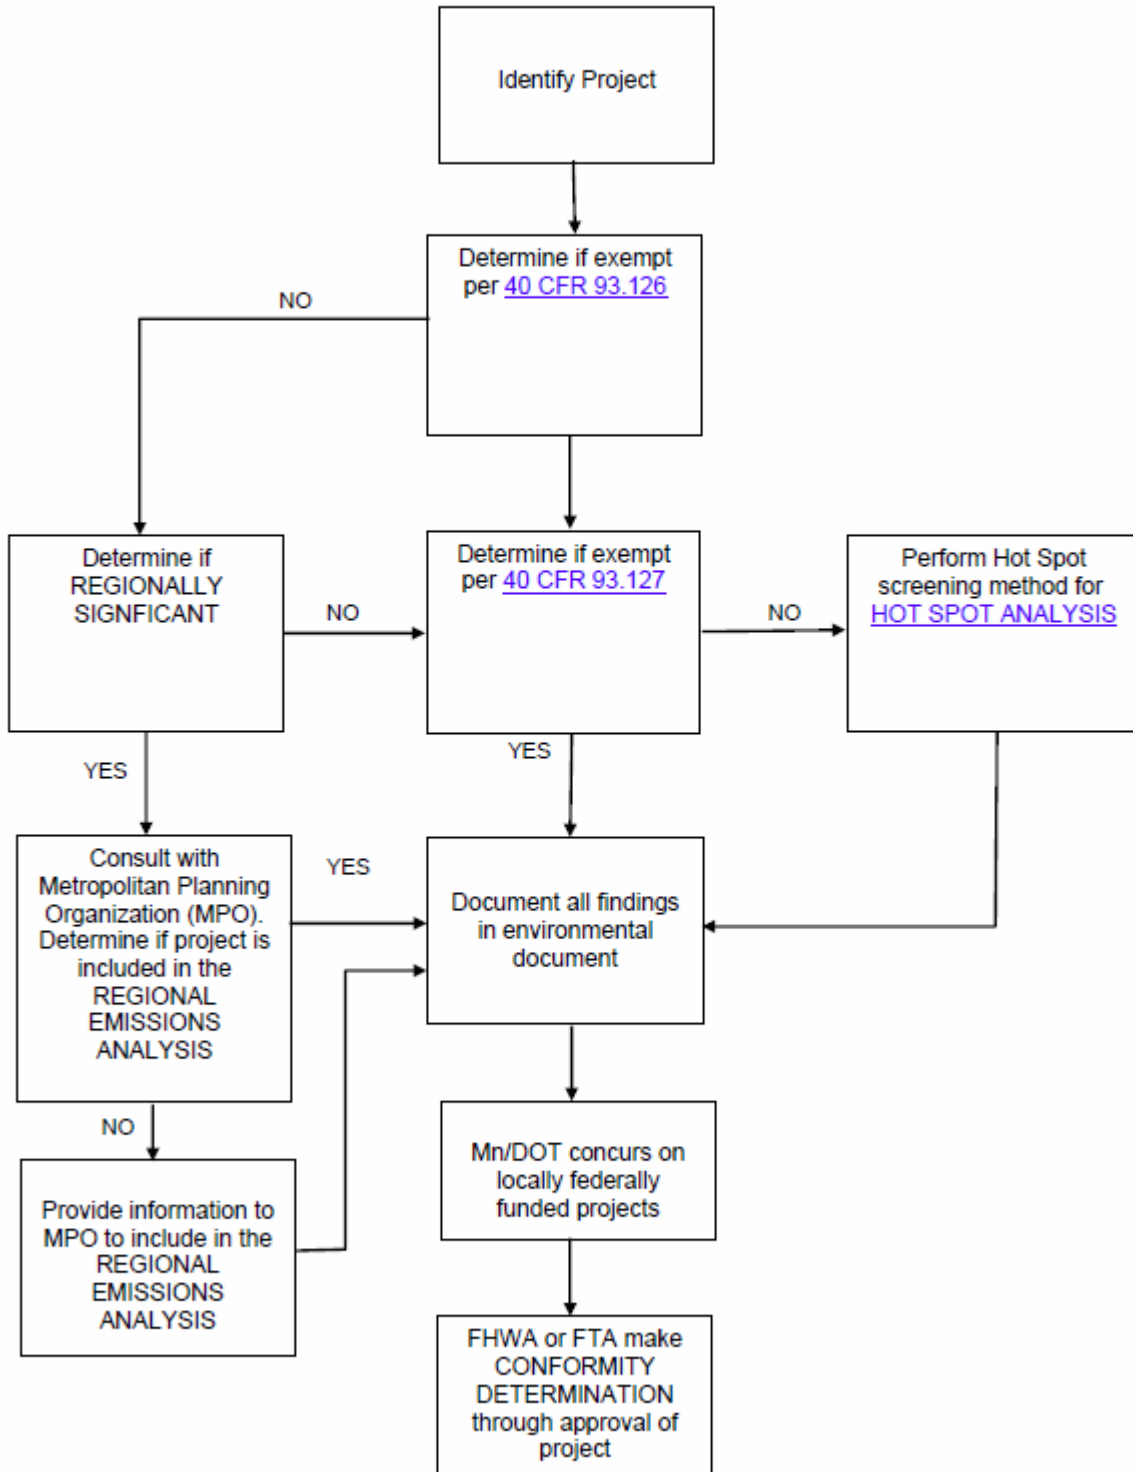 Identify Project
Determine if exempt
per 40 CFR 93.126
NO
Determine if
REGIONALLY
SIGNFICANT
NO
Determine if exempt
per 40 CFR 93.127
NO
Perform Hot Spot
screening method for
HOT SPOT ANALYSIS
YES
YES
Consult with
Metropolitan Planning
Organization (MPO).
Determine if project is
included in the
REGIONAL
EMISSIONS
ANALYSIS
YES
Document all findings
in environmental
document
NO
Provide information to
MPO to include in the
REGIONAL
EMISSIONS
ANALYSIS
Mn/DOT concurs on
locally federally
funded projects
FHWA or FTA make
CONFORMITY
DETERMINATION
through approval of
project